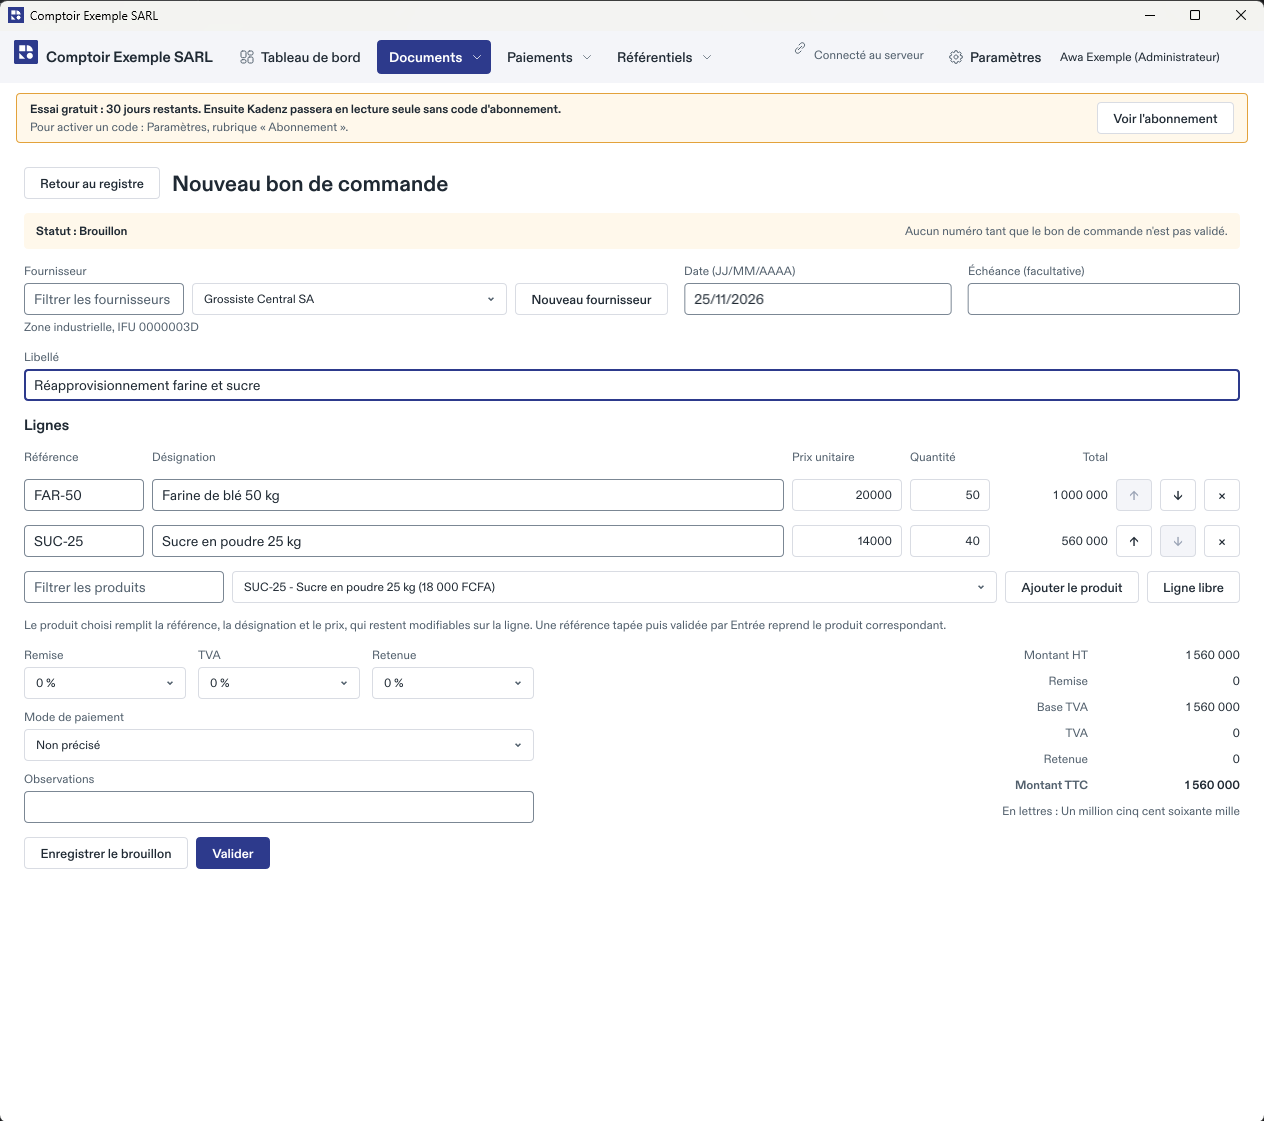 Comptoir Exemple SARL
Comptoir Exemple SARL
Tableau de bord
Documents
Paiements
Référentiels
Connecté au serveur
Paramètres
Awa Exemple (Administrateur)
Essai gratuit : 30 jours restants. Ensuite Kadenz passera en lecture seule sans code d'abonnement.
Pour activer un code : Paramètres, rubrique « Abonnement ».
Voir l'abonnement
Retour au registre
Nouveau bon de commande
Statut : Brouillon
Aucun numéro tant que le bon de commande n'est pas validé.
Fournisseur
Date (JJ/MM/AAAA)
Échéance (facultative)
Filtrer les fournisseurs
Grossiste Central SA
Nouveau fournisseur
25/11/2026
Zone industrielle, IFU 0000003D
Libellé
Réapprovisionnement farine et sucre
Lignes
Référence Désignation Prix unitaire Quantité Total
FAR-50 Farine de blé 50 kg 20000 50 1 000 000
SUC-25 Sucre en poudre 25 kg 14000 40 560 000
Filtrer les produits
SUC-25 - Sucre en poudre 25 kg (18 000 FCFA)
Ajouter le produit
Ligne libre
Le produit choisi remplit la référence, la désignation et le prix, qui restent modifiables sur la ligne. Une référence tapée puis validée par Entrée reprend le produit correspondant.
Remise TVA Retenue
0 % 0 % 0 %
Mode de paiement
Non précisé
Observations
Montant HT 1 560 000
Remise 0
Base TVA 1 560 000
TVA 0
Retenue 0
Montant TTC 1 560 000
En lettres : Un million cinq cent soixante mille
Enregistrer le brouillon
Valider